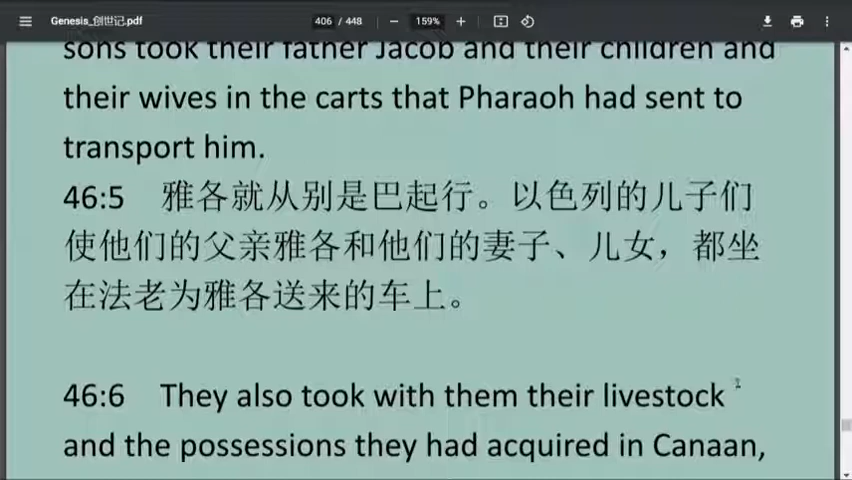 Genesis_创世记.pdf
406 / 448
159%
sons took their father Jacob and their children and
their wives in the carts that Pharaoh had sent to
transport him.
46:5 雅各就从别是巴起行。以色列的儿子们
使他们的父亲雅各和他们的妻子、儿女，都坐
在法老为雅各送来的车上。
46:6 They also took with them their livestock
and the possessions they had acquired in Canaan,